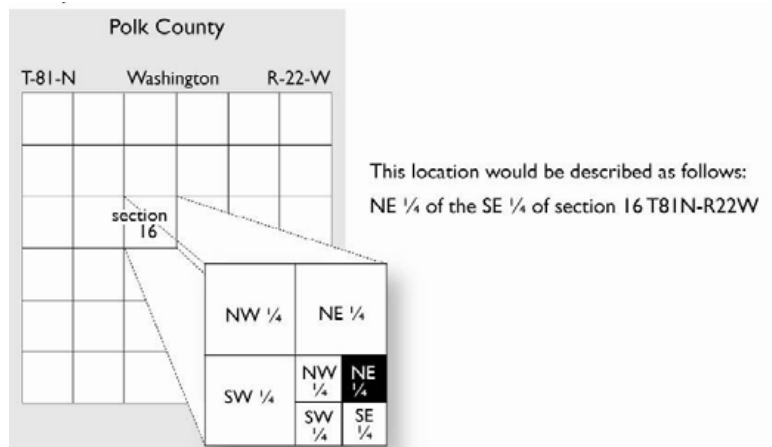 Polk County
T-81-N Washington R-22-W
This location would be described as follows:
NE ¼ of the SE ¼ of section 16 T81N-R22W
section
16
NW ¼ NE ¼
SW ¼
NW
¼
NE
¼
SW
¼
SE
¼